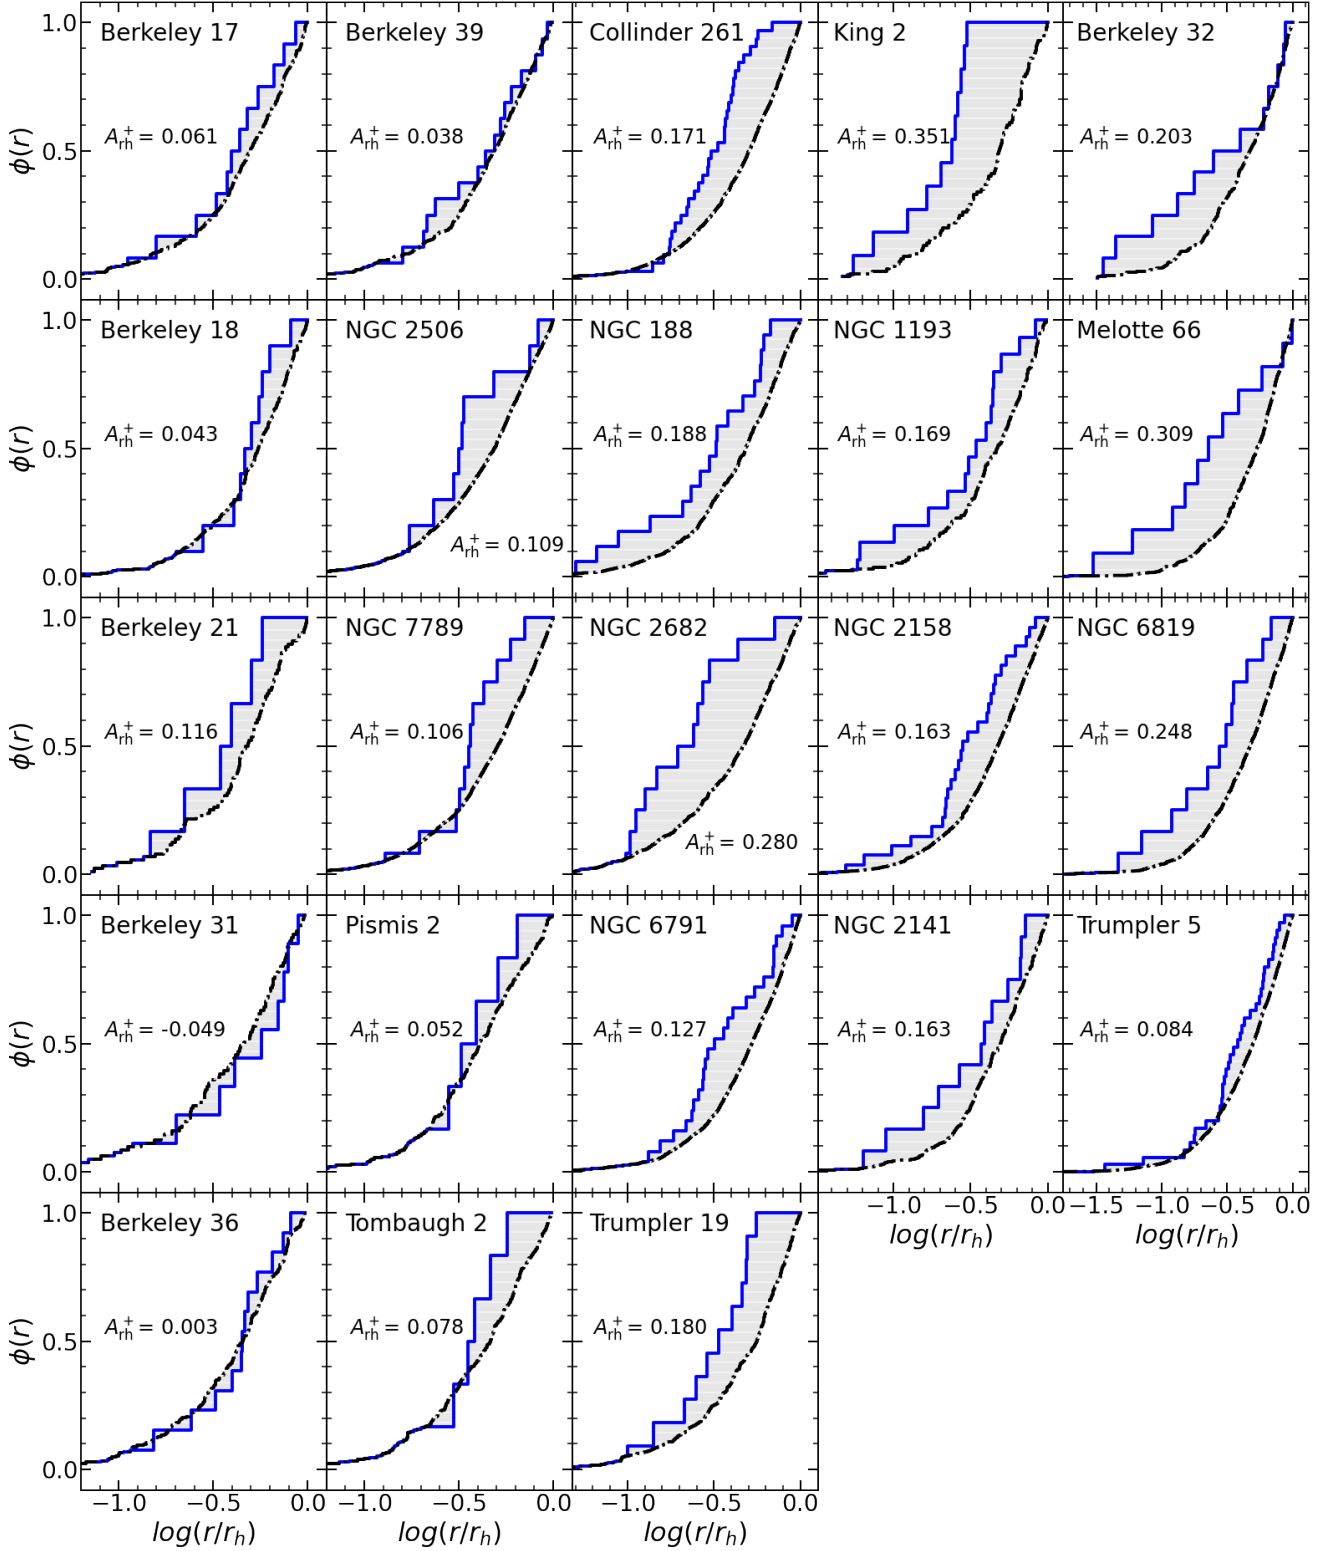 Berkeley 17 Berkeley 39 Collinder 261 King 2 Berkeley 32
A⁺rh = 0.061 A⁺rh = 0.038 A⁺rh = 0.171 A⁺rh = 0.351 A⁺rh = 0.203
1.0
0.5
0.0
ϕ(r)
Berkeley 18 NGC 2506 NGC 188 NGC 1193 Melotte 66
A⁺rh = 0.043 A⁺rh = 0.109 A⁺rh = 0.188 A⁺rh = 0.169 A⁺rh = 0.309
1.0
0.5
0.0
ϕ(r)
Berkeley 21 NGC 7789 NGC 2682 NGC 2158 NGC 6819
A⁺rh = 0.116 A⁺rh = 0.106 A⁺rh = 0.280 A⁺rh = 0.163 A⁺rh = 0.248
1.0
0.5
0.0
ϕ(r)
Berkeley 31 Pismis 2 NGC 6791 NGC 2141 Trumpler 5
A⁺rh = -0.049 A⁺rh = 0.052 A⁺rh = 0.127 A⁺rh = 0.163 A⁺rh = 0.084
1.0
0.5
0.0
ϕ(r)
−1.0 −0.5 0.0 −1.5 −1.0 −0.5 0.0
log(r/rₕ) log(r/rₕ)
Berkeley 36 Tombaugh 2 Trumpler 19
A⁺rh = 0.003 A⁺rh = 0.078 A⁺rh = 0.180
1.0
0.5
0.0
ϕ(r)
−1.0 −0.5 0.0 −1.0 −0.5 0.0 −1.0 −0.5 0.0
log(r/rₕ) log(r/rₕ) log(r/rₕ)